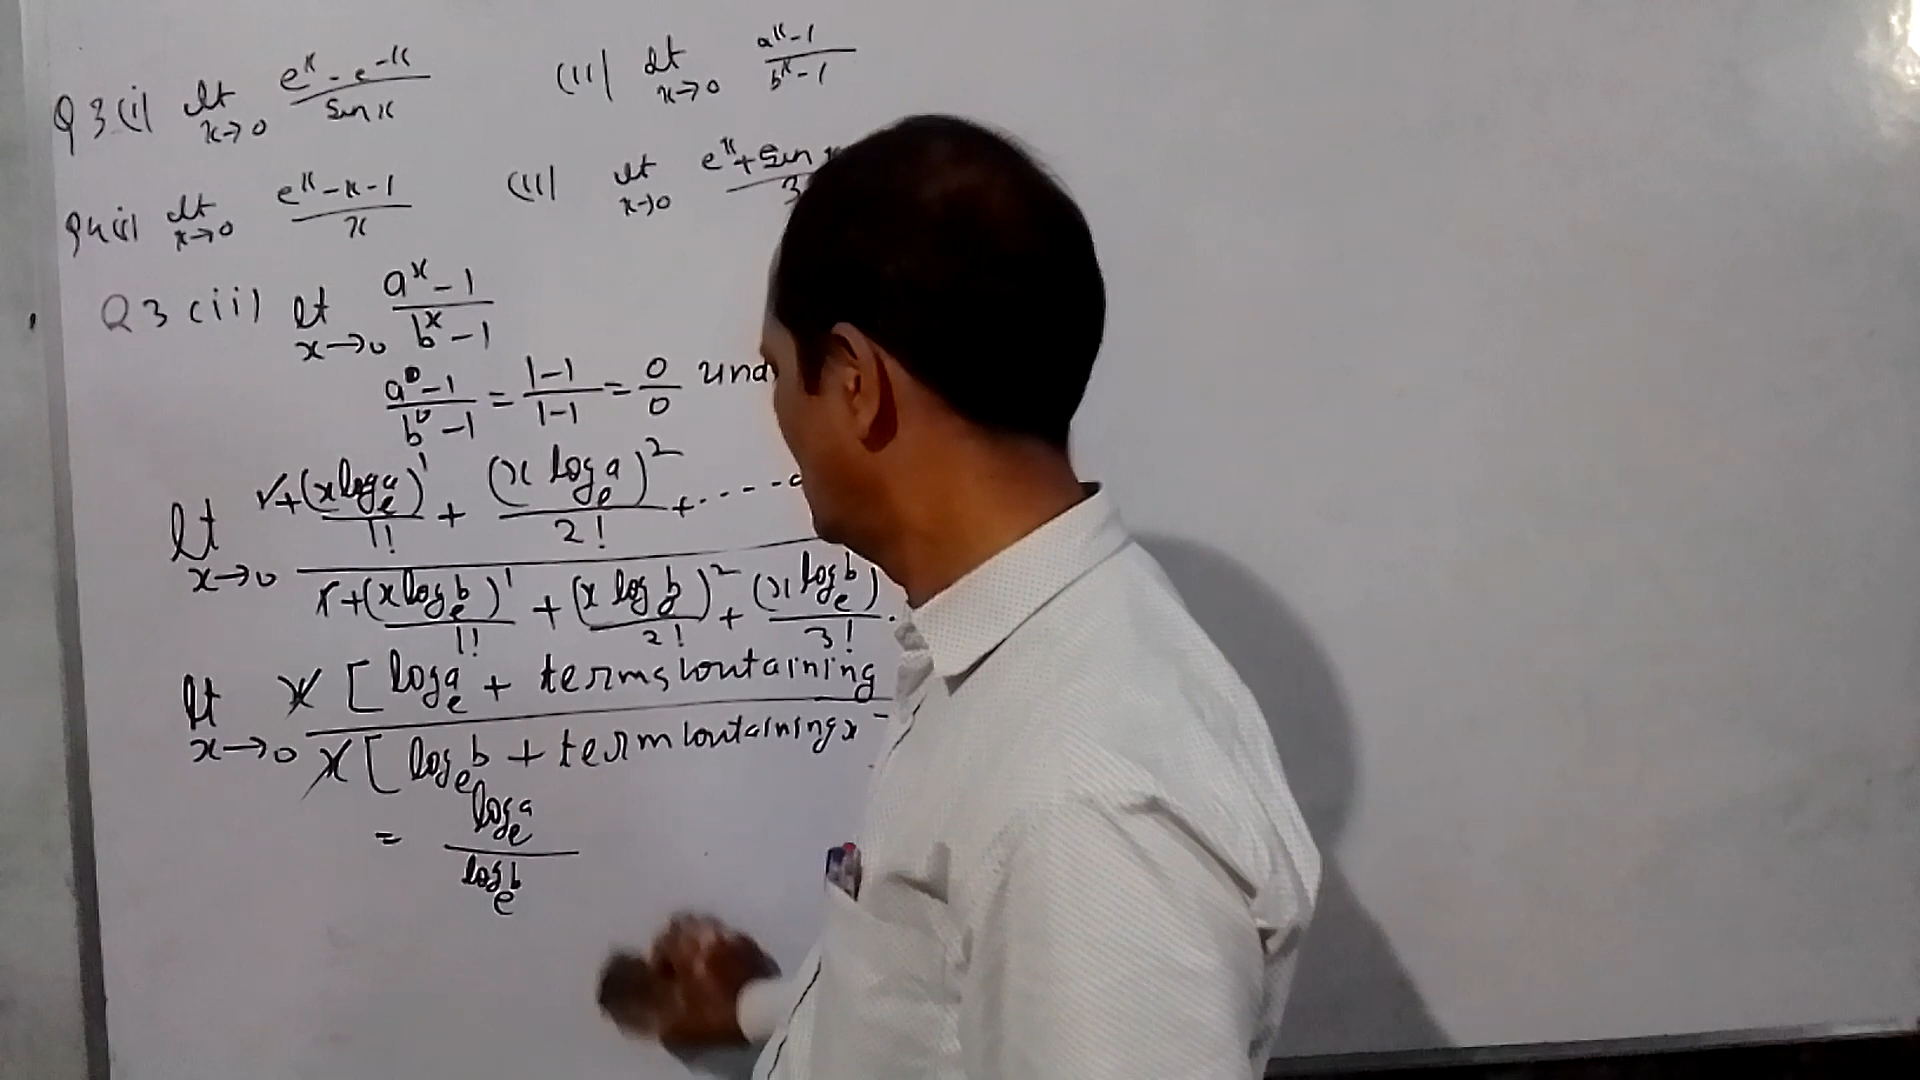 Q 3 (i) lt x→0 (e^x - e^-x)/(Sin x) (ii) lt x→0 (a^x - 1)/(b^x - 1)
Q4(i) lt x→0 (e^x - x - 1)/x (ii) lt x→0 e^x + Sin x / 3
Q 3 (ii) lt x→0 (a^x - 1)/(b^x - 1)
(a^0 - 1)/(b^0 - 1) = (1-1)/(1-1) = 0/0
lt x→0 1 + (x log_e a)^1/1! + (x log_e a)^2/2! + ----
1 + (x log_e b)^1/1! + (x log_e b)^2/2! + (x log_e b)/3! .
lt x→0 x [ log_e a + terms containing
x [ log_e b + term containing x
= log_e a / log_e b